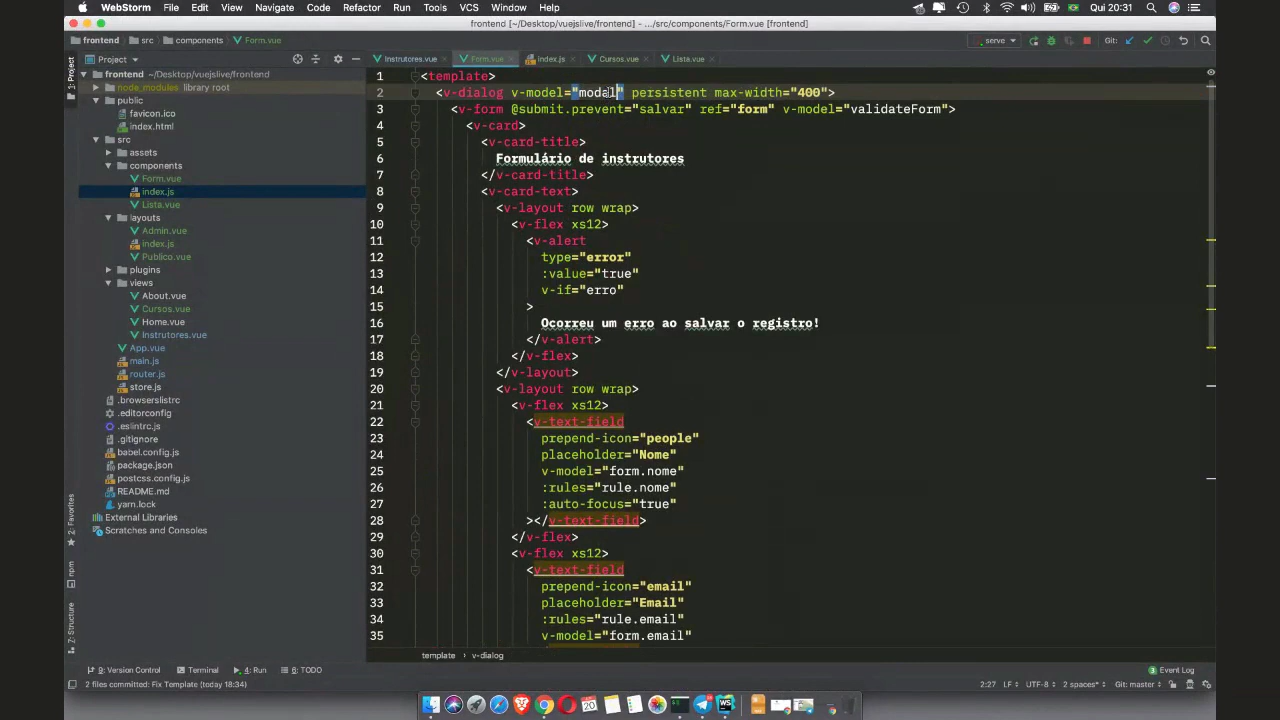 WebStorm File Edit View Navigate Code Refactor Run Tools VCS Window Help Qui 20:31
frontend [~/Desktop/vuejslive/frontend] - .../src/components/Form.vue [frontend]
frontend src components Form.vue serve Git:
Project Instrutores.vue Form.vue index.js Cursos.vue Lista.vue
1: Project
frontend ~/Desktop/vuejslive/frontend
node_modules library root
public
favicon.ico
index.html
src
assets
components
Form.vue
index.js
Lista.vue
layouts
Admin.vue
index.js
Publico.vue
plugins
views
About.vue
Cursos.vue
Home.vue
Instrutores.vue
App.vue
main.js
router.js
store.js
.browserslistrc
.editorconfig
.eslintrc.js
.gitignore
babel.config.js
package.json
postcss.config.js
README.md
yarn.lock
External Libraries
Scratches and Consoles
2: Favorites
npm
7: Structure
1 <template>
2 <v-dialog v-model="modal" persistent max-width="400">
3 <v-form @submit.prevent="salvar" ref="form" v-model="validateForm">
4 <v-card>
5 <v-card-title>
6 Formulário de instrutores
7 </v-card-title>
8 <v-card-text>
9 <v-layout row wrap>
10 <v-flex xs12>
11 <v-alert
12 type="error"
13 :value="true"
14 v-if="erro"
15 >
16 Ocorreu um erro ao salvar o registro!
17 </v-alert>
18 </v-flex>
19 </v-layout>
20 <v-layout row wrap>
21 <v-flex xs12>
22 <v-text-field
23 prepend-icon="people"
24 placeholder="Nome"
25 v-model="form.nome"
26 :rules="rule.nome"
27 :auto-focus="true"
28 ></v-text-field>
29 </v-flex>
30 <v-flex xs12>
31 <v-text-field
32 prepend-icon="email"
33 placeholder="Email"
34 :rules="rule.email"
35 v-model="form.email"
template v-dialog
9: Version Control Terminal 4: Run 6: TODO 3 Event Log
2 files committed: Fix Template (today 18:34) 2:27 LF UTF-8 2 spaces* Git: master
20
WS